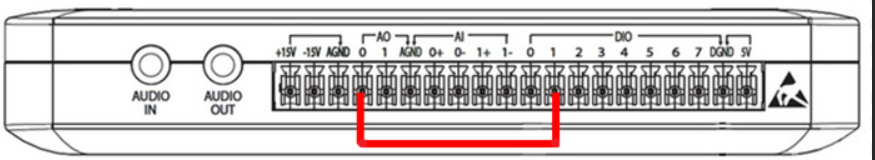 AO AI DIO
+15V -15V AGND 0 1 AGND 0+ 0- 1+ 1- 0 1 2 3 4 5 6 7 DGND 5V
AUDIO IN
AUDIO OUT